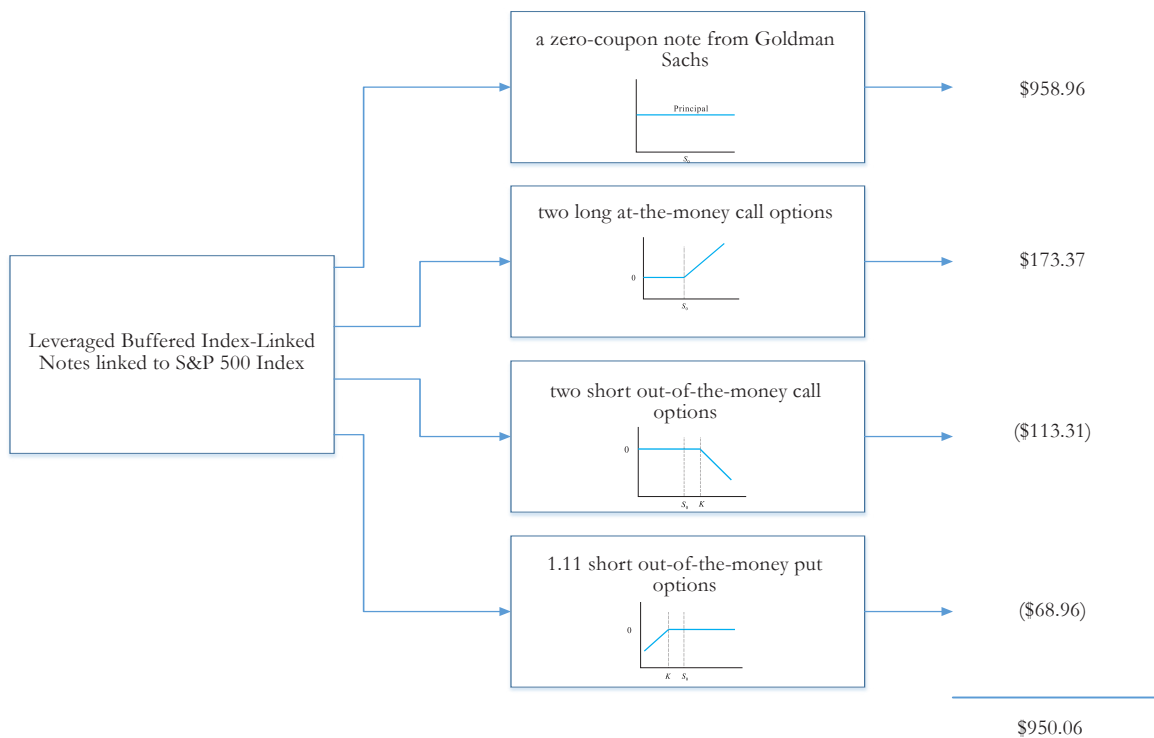 Leveraged Buffered Index-Linked
Notes linked to S&P 500 Index
a zero-coupon note from Goldman
Sachs
Principal
S₀
$958.96
two long at-the-money call options
0
S₀
$173.37
two short out-of-the-money call
options
0
S₀ K
($113.31)
1.11 short out-of-the-money put
options
0
K S₀
($68.96)
$950.06